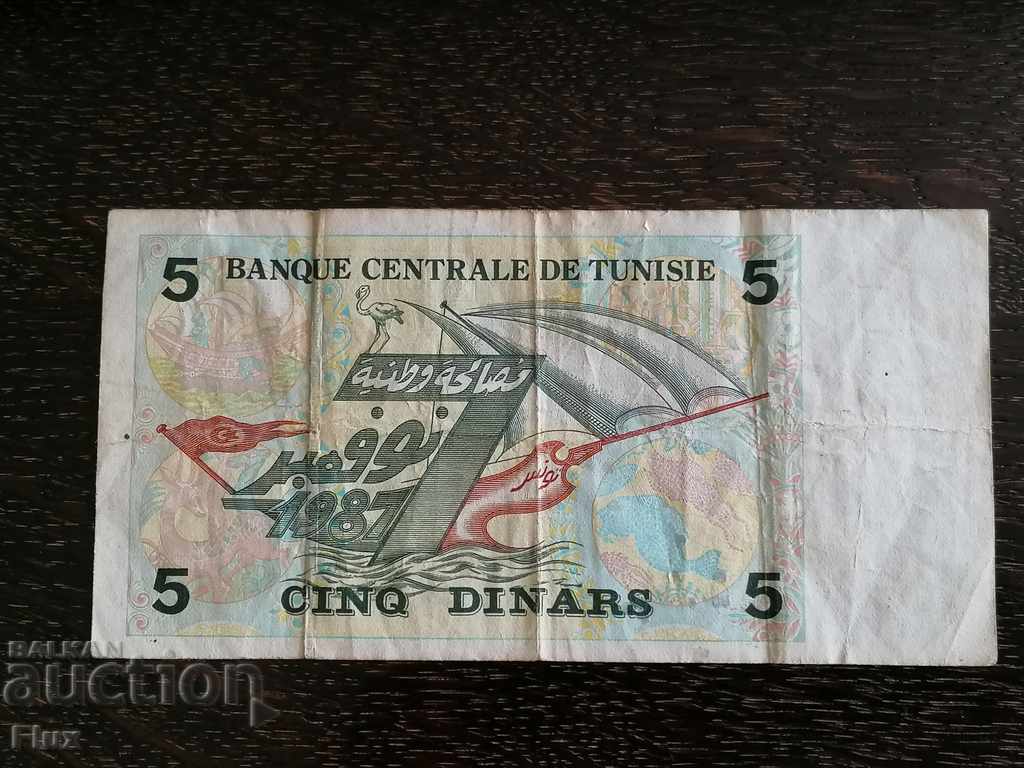 5 BANQUE CENTRALE DE TUNISIE 5
مصالحة وطنية
7
نوفمبر
1987
تونس
5 CINQ DINARS 5
BALKAN
auction
Flux